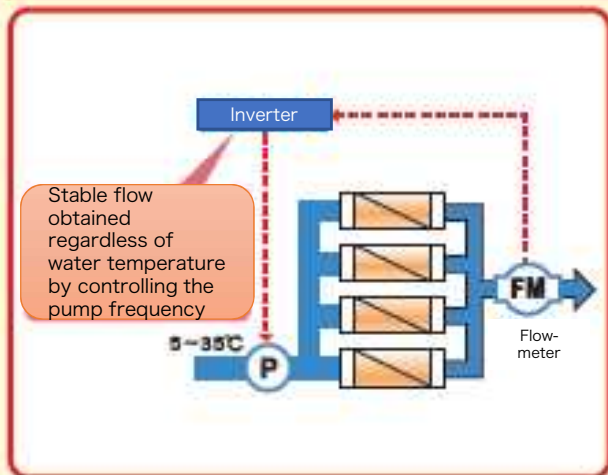 Inverter
Stable flow
obtained
regardless of
water temperature
by controlling the
pump frequency
5~35℃
P
FM
Flow-
meter